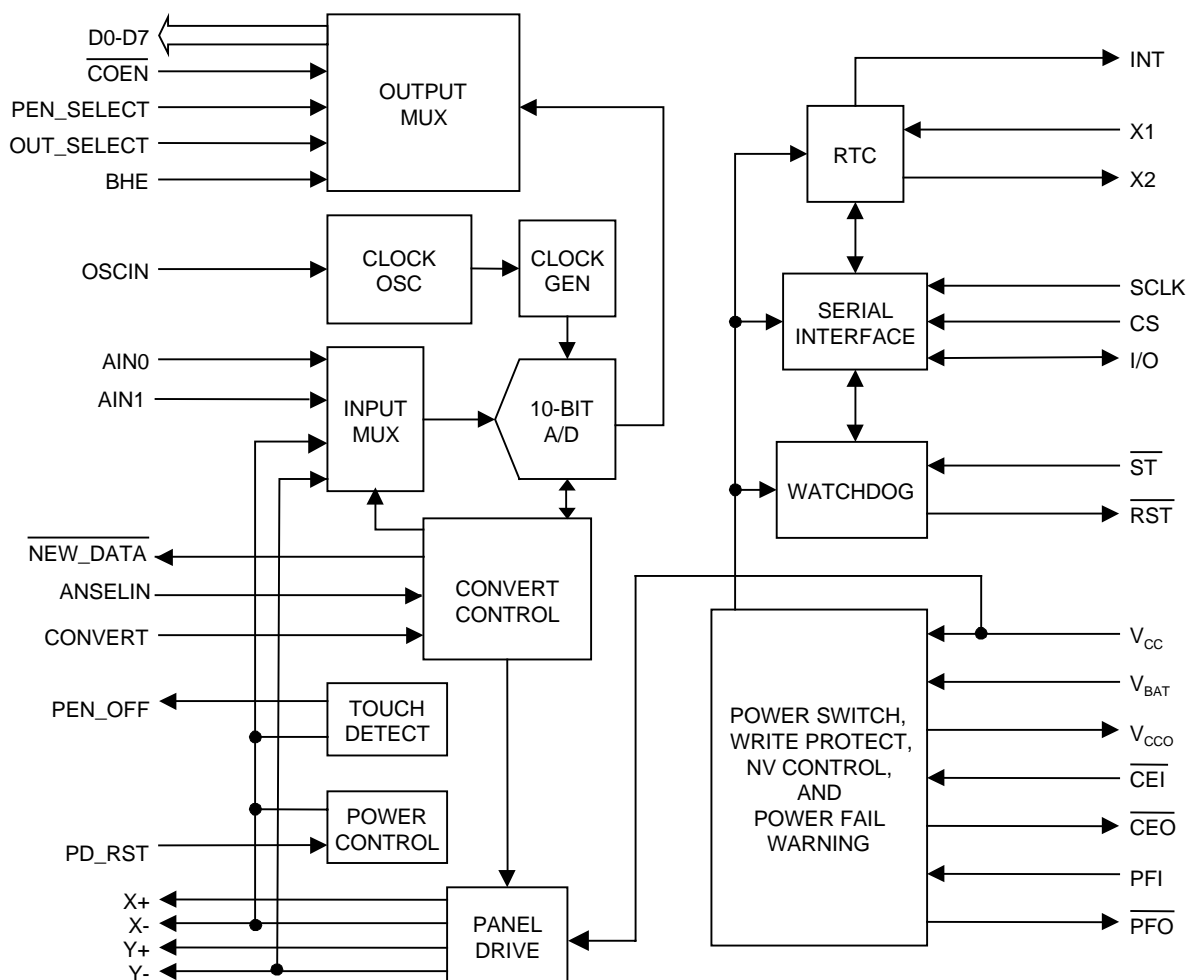 D0-D7
COEN
PEN_SELECT
OUT_SELECT
BHE
OUTPUT
MUX
OSCIN
CLOCK
OSC
CLOCK
GEN
AIN0
AIN1
INPUT
MUX
10-BIT
A/D
NEW_DATA
ANSELIN
CONVERT
CONVERT
CONTROL
PEN_OFF
TOUCH
DETECT
PD_RST
POWER
CONTROL
X+
X-
Y+
Y-
PANEL
DRIVE
INT
X1
X2
RTC
SERIAL
INTERFACE
SCLK
CS
I/O
WATCHDOG
ST
RST
POWER SWITCH,
WRITE PROTECT,
NV CONTROL,
AND
POWER FAIL
WARNING
VCC
VBAT
VCCO
CEI
CEO
PFI
PFO